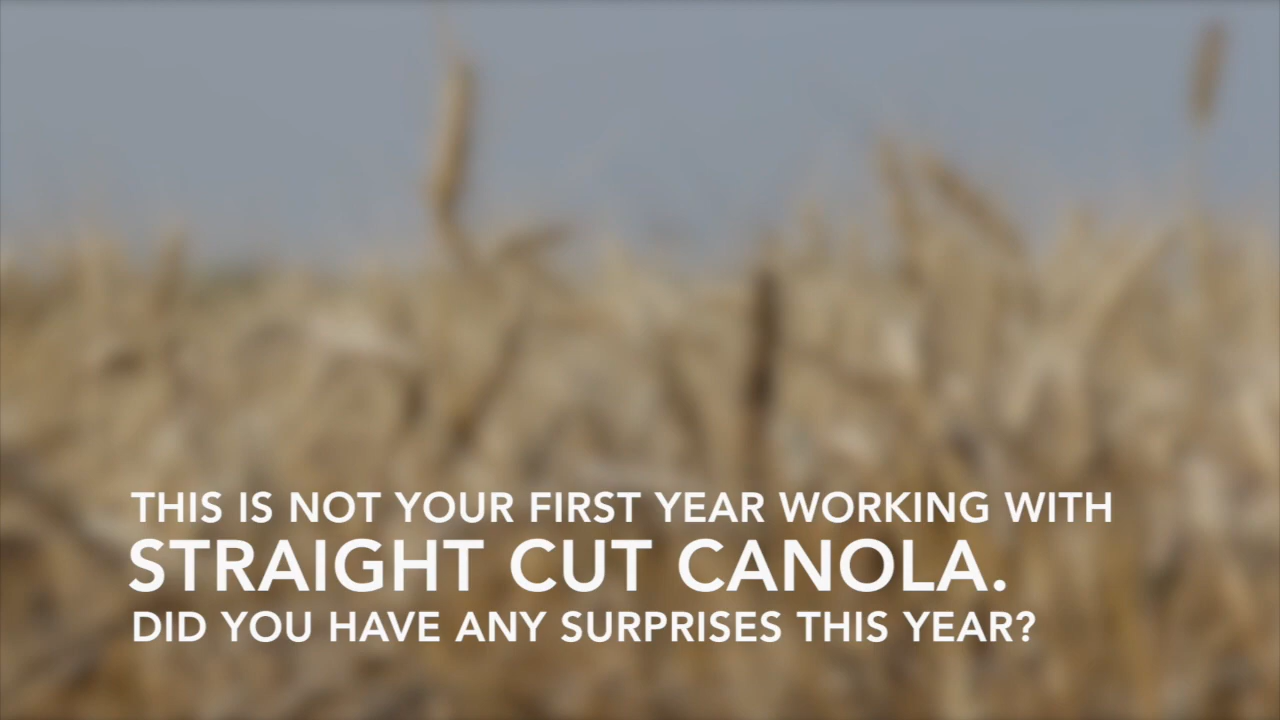 THIS IS NOT YOUR FIRST YEAR WORKING WITH
STRAIGHT CUT CANOLA.
DID YOU HAVE ANY SURPRISES THIS YEAR?